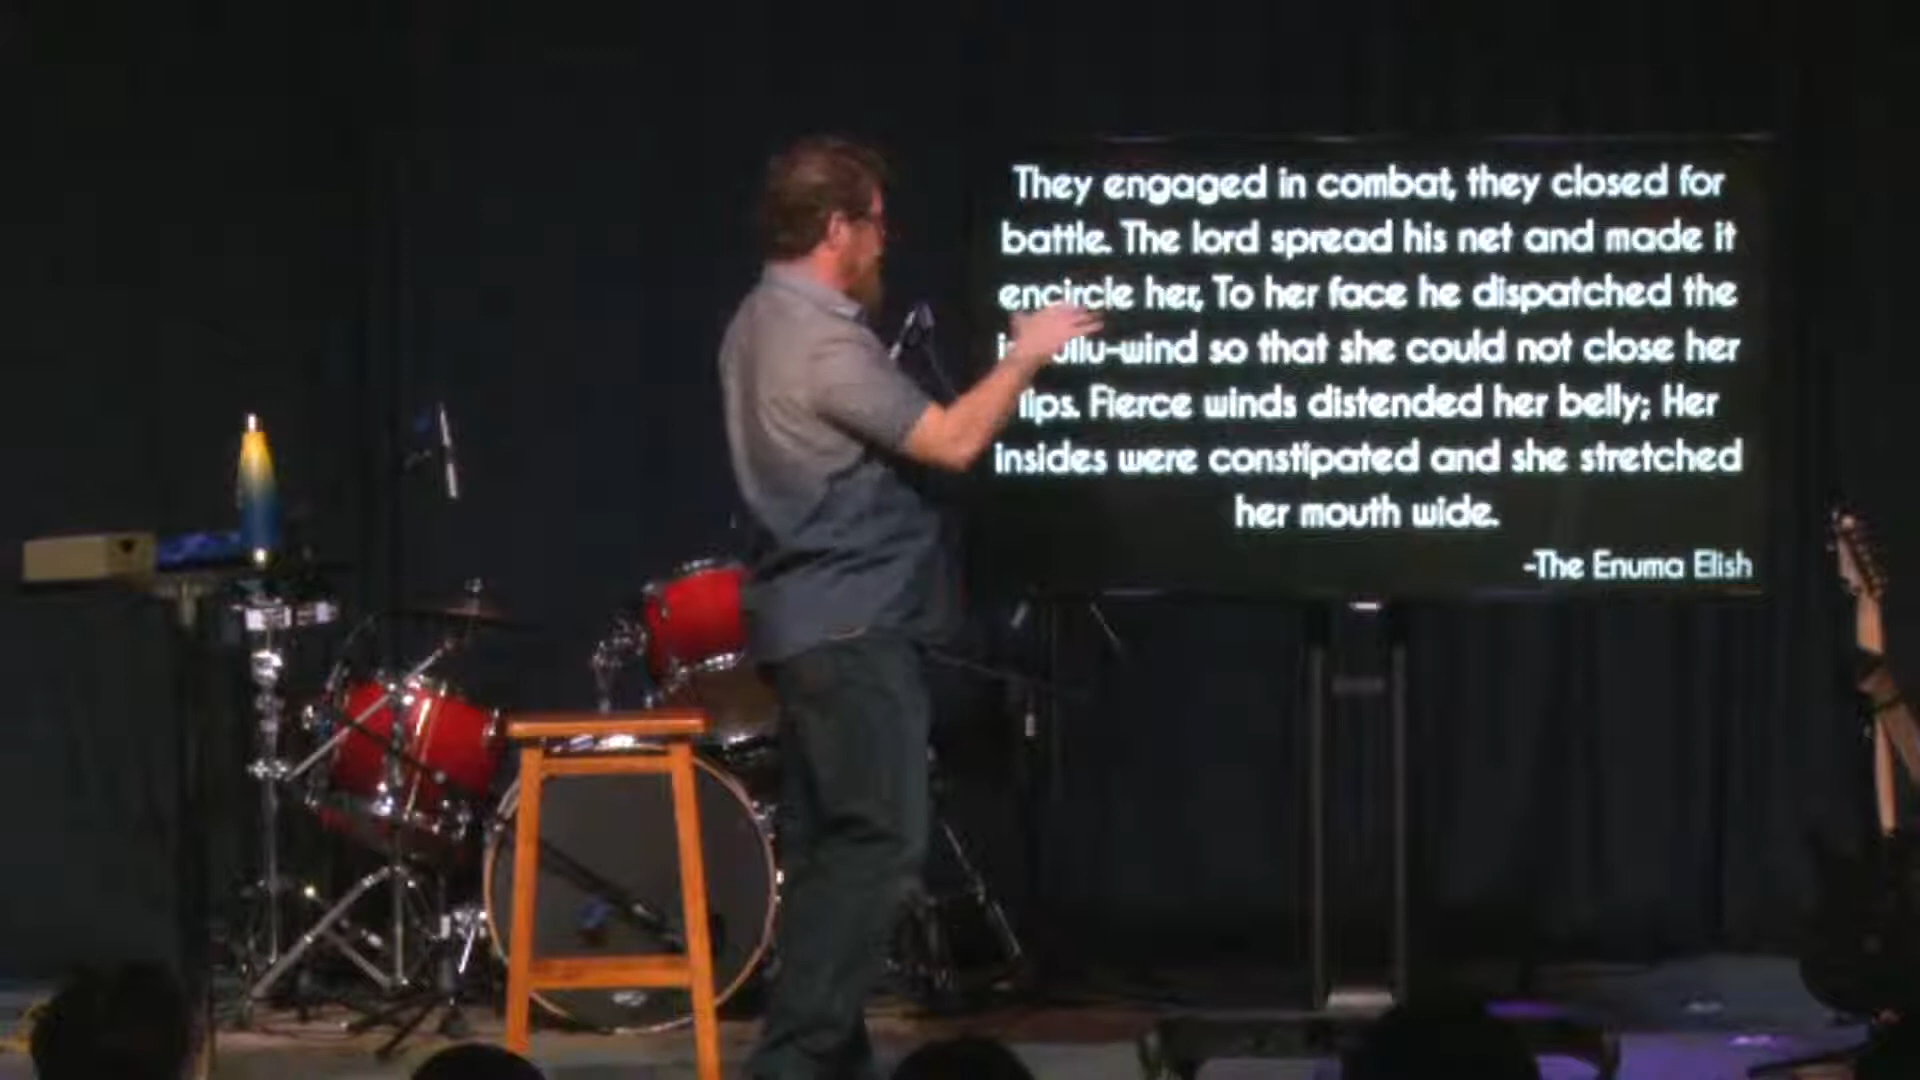 They engaged in combat, they closed for
battle. The lord spread his net and made it
encircle her, To her face he dispatched the
so that she could not close her
lips. Fierce winds distended her belly; Her
insides were constipated and she stretched
her mouth wide.
-The Enuma Elish